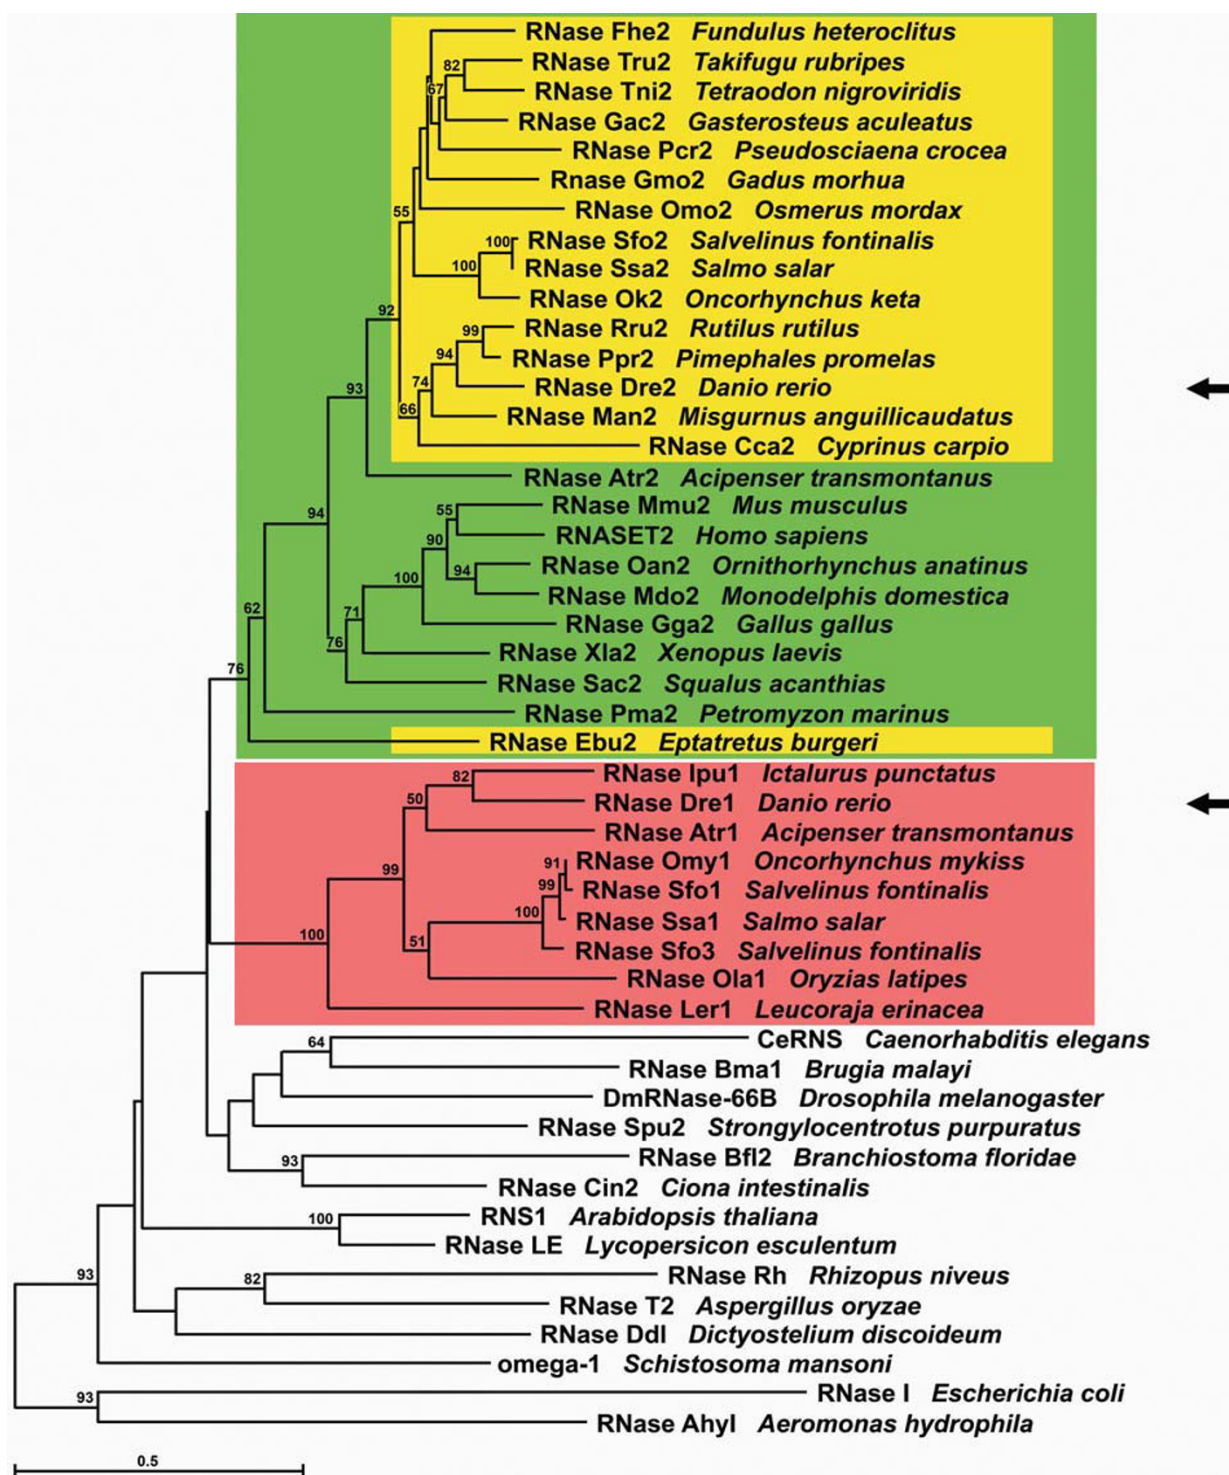 RNase Fhe2 Fundulus heteroclitus
82 RNase Tru2 Takifugu rubripes
67 RNase Tni2 Tetraodon nigroviridis
RNase Gac2 Gasterosteus aculeatus
RNase Pcr2 Pseudosciaena crocea
Rnase Gmo2 Gadus morhua
55 RNase Omo2 Osmerus mordax
100 RNase Sfo2 Salvelinus fontinalis
100 RNase Ssa2 Salmo salar
RNase Ok2 Oncorhynchus keta
92
99 RNase Rru2 Rutilus rutilus
94 RNase Ppr2 Pimephales promelas
93 74 RNase Dre2 Danio rerio
66 RNase Man2 Misgurnus anguillicaudatus
RNase Cca2 Cyprinus carpio
RNase Atr2 Acipenser transmontanus
94 55 RNase Mmu2 Mus musculus
90 RNASET2 Homo sapiens
94 RNase Oan2 Ornithorhynchus anatinus
100 RNase Mdo2 Monodelphis domestica
62 71 RNase Gga2 Gallus gallus
76 RNase Xla2 Xenopus laevis
76 RNase Sac2 Squalus acanthias
RNase Pma2 Petromyzon marinus
RNase Ebu2 Eptatretus burgeri
82 RNase Ipu1 Ictalurus punctatus
50 RNase Dre1 Danio rerio
RNase Atr1 Acipenser transmontanus
99 91 RNase Omy1 Oncorhynchus mykiss
99 RNase Sfo1 Salvelinus fontinalis
100 RNase Ssa1 Salmo salar
100 51 RNase Sfo3 Salvelinus fontinalis
RNase Ola1 Oryzias latipes
RNase Ler1 Leucoraja erinacea
64 CeRNS Caenorhabditis elegans
RNase Bma1 Brugia malayi
DmRNase-66B Drosophila melanogaster
RNase Spu2 Strongylocentrotus purpuratus
93 RNase Bfl2 Branchiostoma floridae
RNase Cin2 Ciona intestinalis
100 RNS1 Arabidopsis thaliana
RNase LE Lycopersicon esculentum
93 82 RNase Rh Rhizopus niveus
RNase T2 Aspergillus oryzae
RNase DdI Dictyostelium discoideum
omega-1 Schistosoma mansoni
93 RNase I Escherichia coli
RNase AhyI Aeromonas hydrophila
0.5